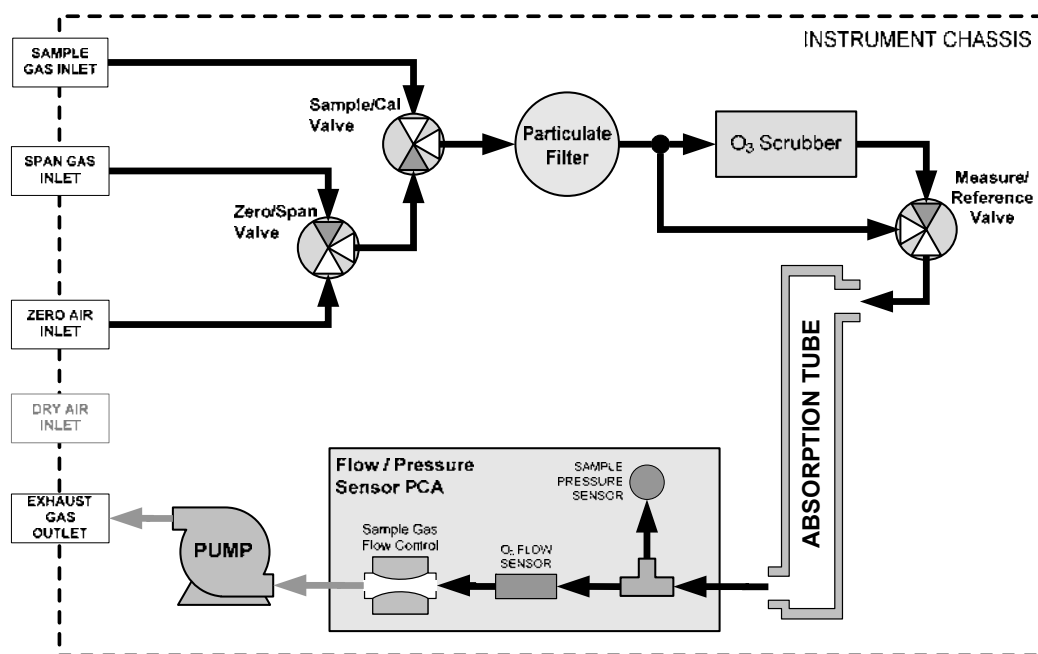 INSTRUMENT CHASSIS
SAMPLE
GAS INLET
Sample/Cal
Valve
Particulate
Filter
O₃ Scrubber
SPAN GAS
INLET
Zero/Span
Valve
Measure/
Reference
Valve
ZERO AIR
INLET
ABSORPTION TUBE
DRY AIR
INLET
Flow / Pressure
Sensor PCA
SAMPLE
PRESSURE
SENSOR
EXHAUST
GAS
OUTLET
PUMP
Sample Gas
Flow Control
O₃ FLOW
SENSOR